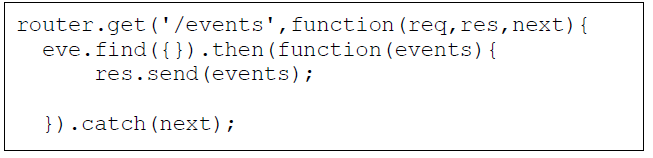 router.get('/events',function(req,res,next){
  eve.find({}).then(function(events){
      res.send(events);

  }).catch(next);